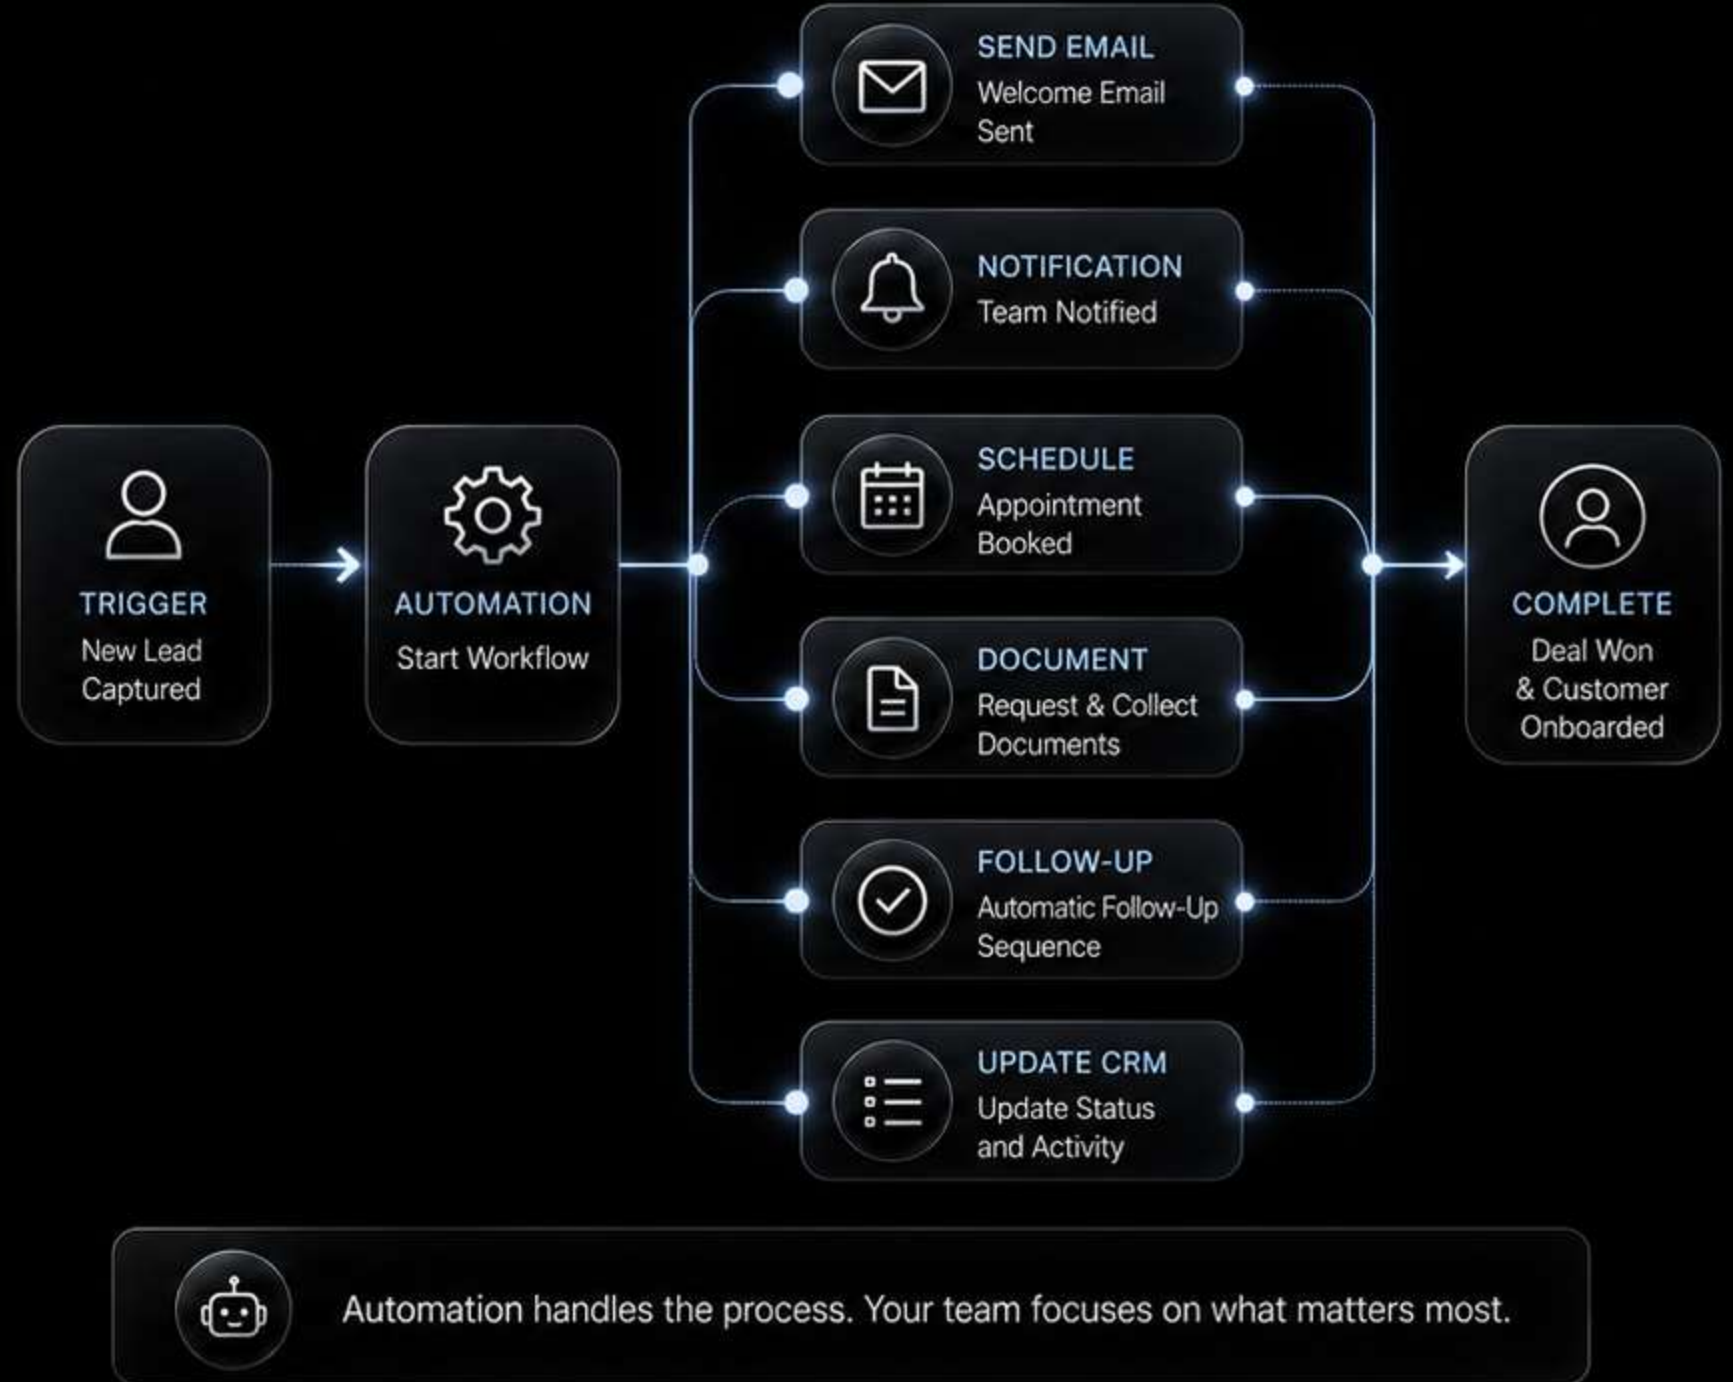 SEND EMAIL
Welcome Email
Sent
NOTIFICATION
Team Notified
SCHEDULE
Appointment
Booked
TRIGGER
New Lead
Captured
AUTOMATION
Start Workflow
DOCUMENT
Request & Collect
Documents
COMPLETE
Deal Won
& Customer
Onboarded
FOLLOW-UP
Automatic Follow-Up
Sequence
UPDATE CRM
Update Status
and Activity
Automation handles the process. Your team focuses on what matters most.